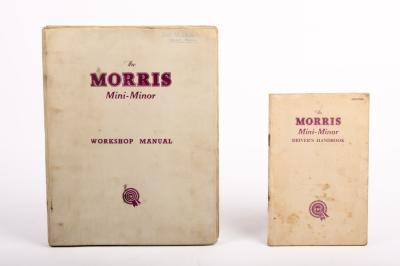 The
MORRIS
Mini-Minor
WORKSHOP MANUAL
The
MORRIS
Mini-Minor
DRIVER'S HANDBOOK